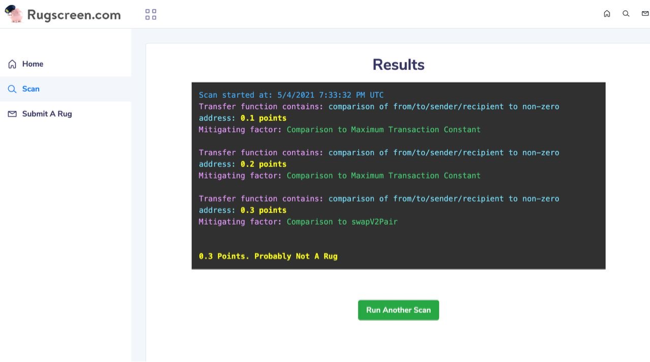 Rugscreen.com
Home
Scan
Submit A Rug
Results
Scan started at: 5/4/2021 7:33:32 PM UTC
Transfer function contains: comparison of from/to/sender/recipient to non-zero
address: 0.1 points
Mitigating factor: Comparison to Maximum Transaction Constant
Transfer function contains: comparison of from/to/sender/recipient to non-zero
address: 0.2 points
Mitigating factor: Comparison to Maximum Transaction Constant
Transfer function contains: comparison of from/to/sender/recipient to non-zero
address: 0.3 points
Mitigating factor: Comparison to swapV2Pair
0.3 Points. Probably Not A Rug
Run Another Scan